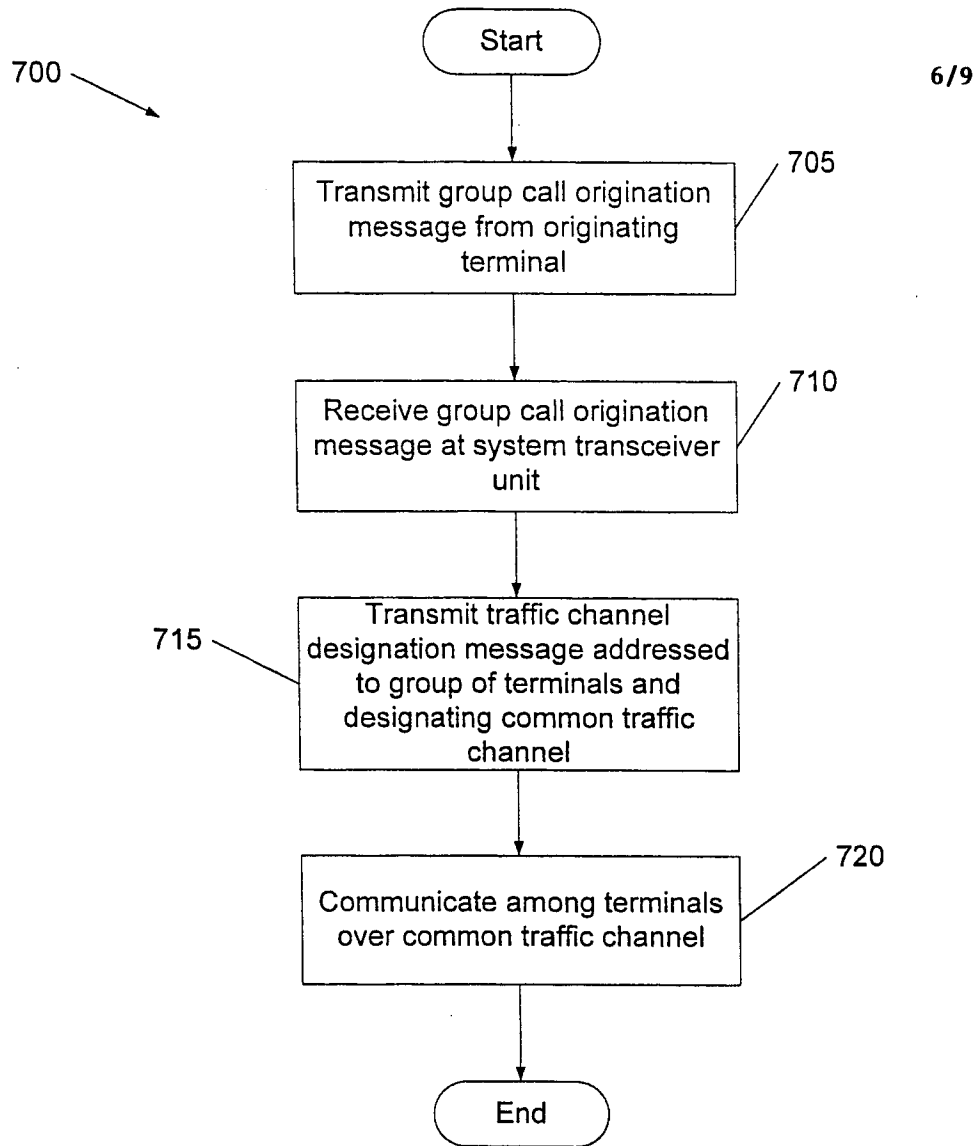 Start
700
6/9
705
Transmit group call origination
message from originating
terminal
710
Receive group call origination
message at system transceiver
unit
715
Transmit traffic channel
designation message addressed
to group of terminals and
designating common traffic
channel
720
Communicate among terminals
over common traffic channel
End